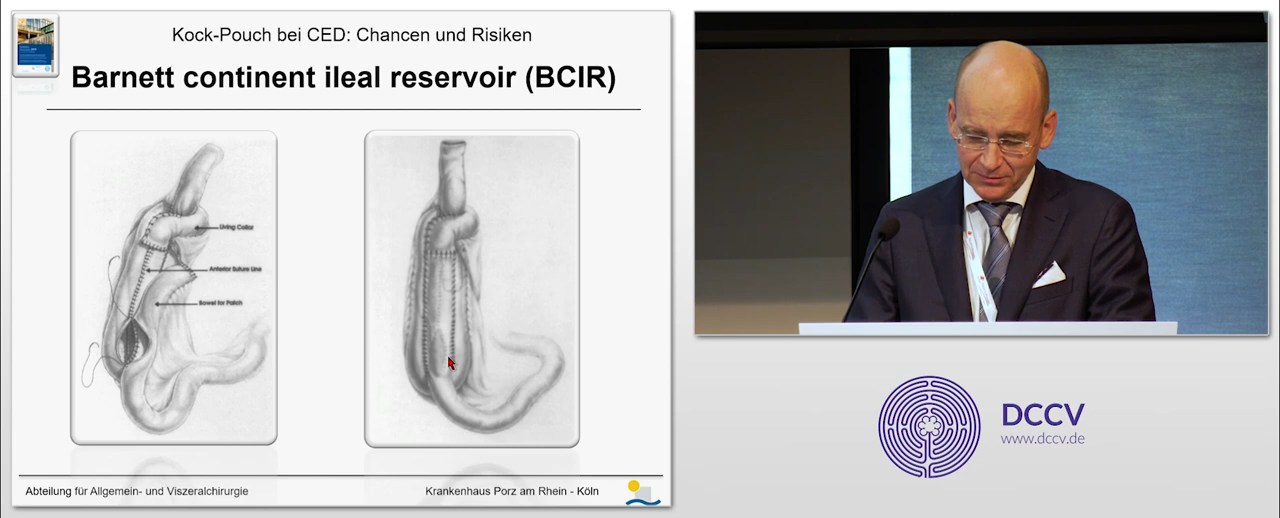 Kock-Pouch bei CED: Chancen und Risiken
Barnett continent ileal reservoir (BCIR)
Living Collar
Anterior Suture Line
Bowel for Patch
Abteilung für Allgemein- und Viszeralchirurgie
Krankenhaus Porz am Rhein - Köln
DCCV
www.dccv.de